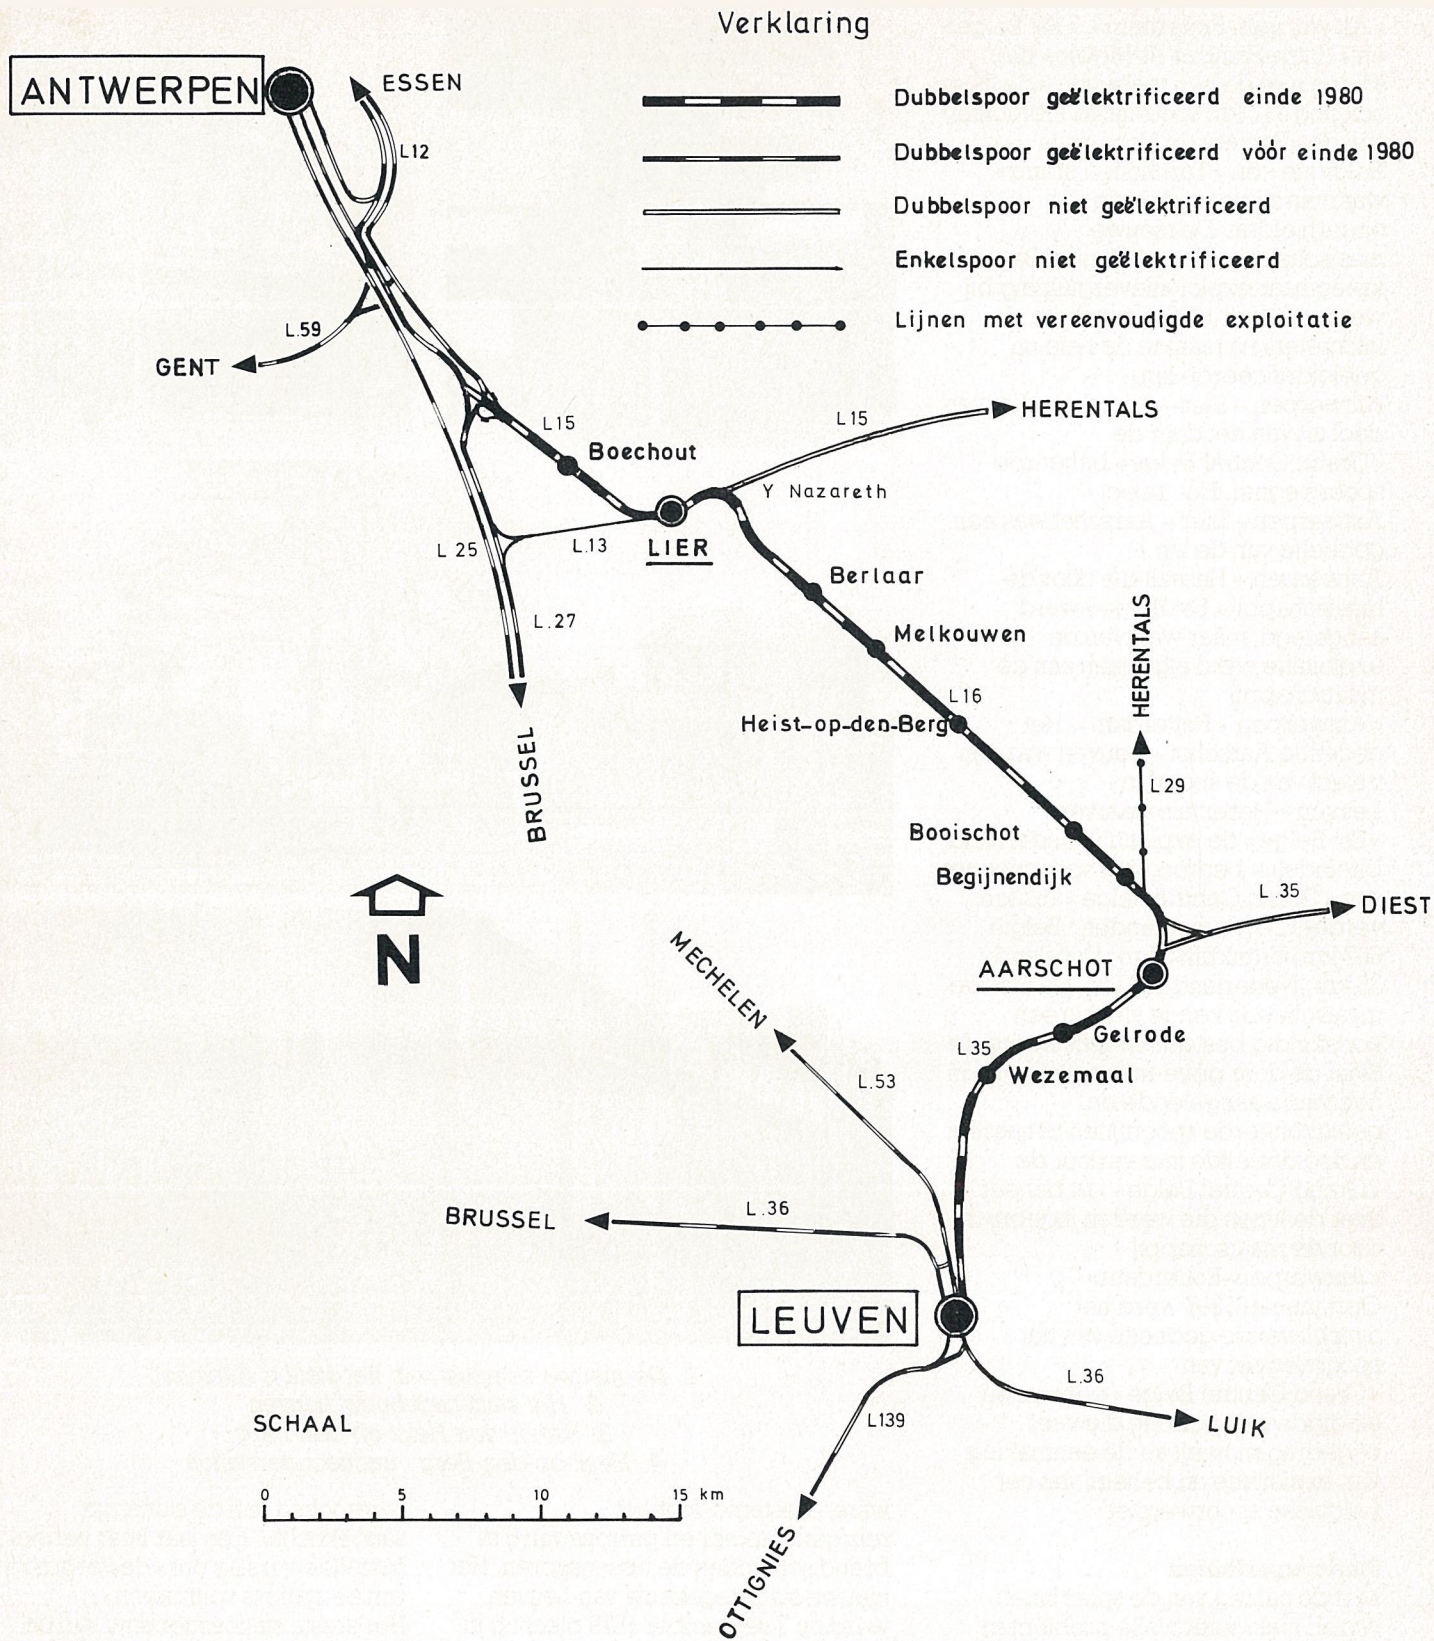 Verklaring
Dubbelspoor geëlektrificeerd einde 1980
Dubbelspoor geëlektrificeerd vóór einde 1980
Dubbelspoor niet geëlektrificeerd
Enkelspoor niet geëlektrificeerd
Lijnen met vereenvoudigde exploitatie
ANTWERPEN
ESSEN
L12
L.59
GENT
L15
Boechout
L15
HERENTALS
Y Nazareth
L 25
L.13
LIER
L.27
BRUSSEL
Berlaar
Melkouwen
L16
Heist-op-den-Berg
HERENTALS
L29
Booischot
Begijnendijk
L.35
DIEST
N
AARSCHOT
MECHELEN
Gelrode
L35
Wezemaal
L.53
BRUSSEL
L.36
LEUVEN
L.36
LUIK
L139
OTTIGNIES
SCHAAL
0 5 10 15 km